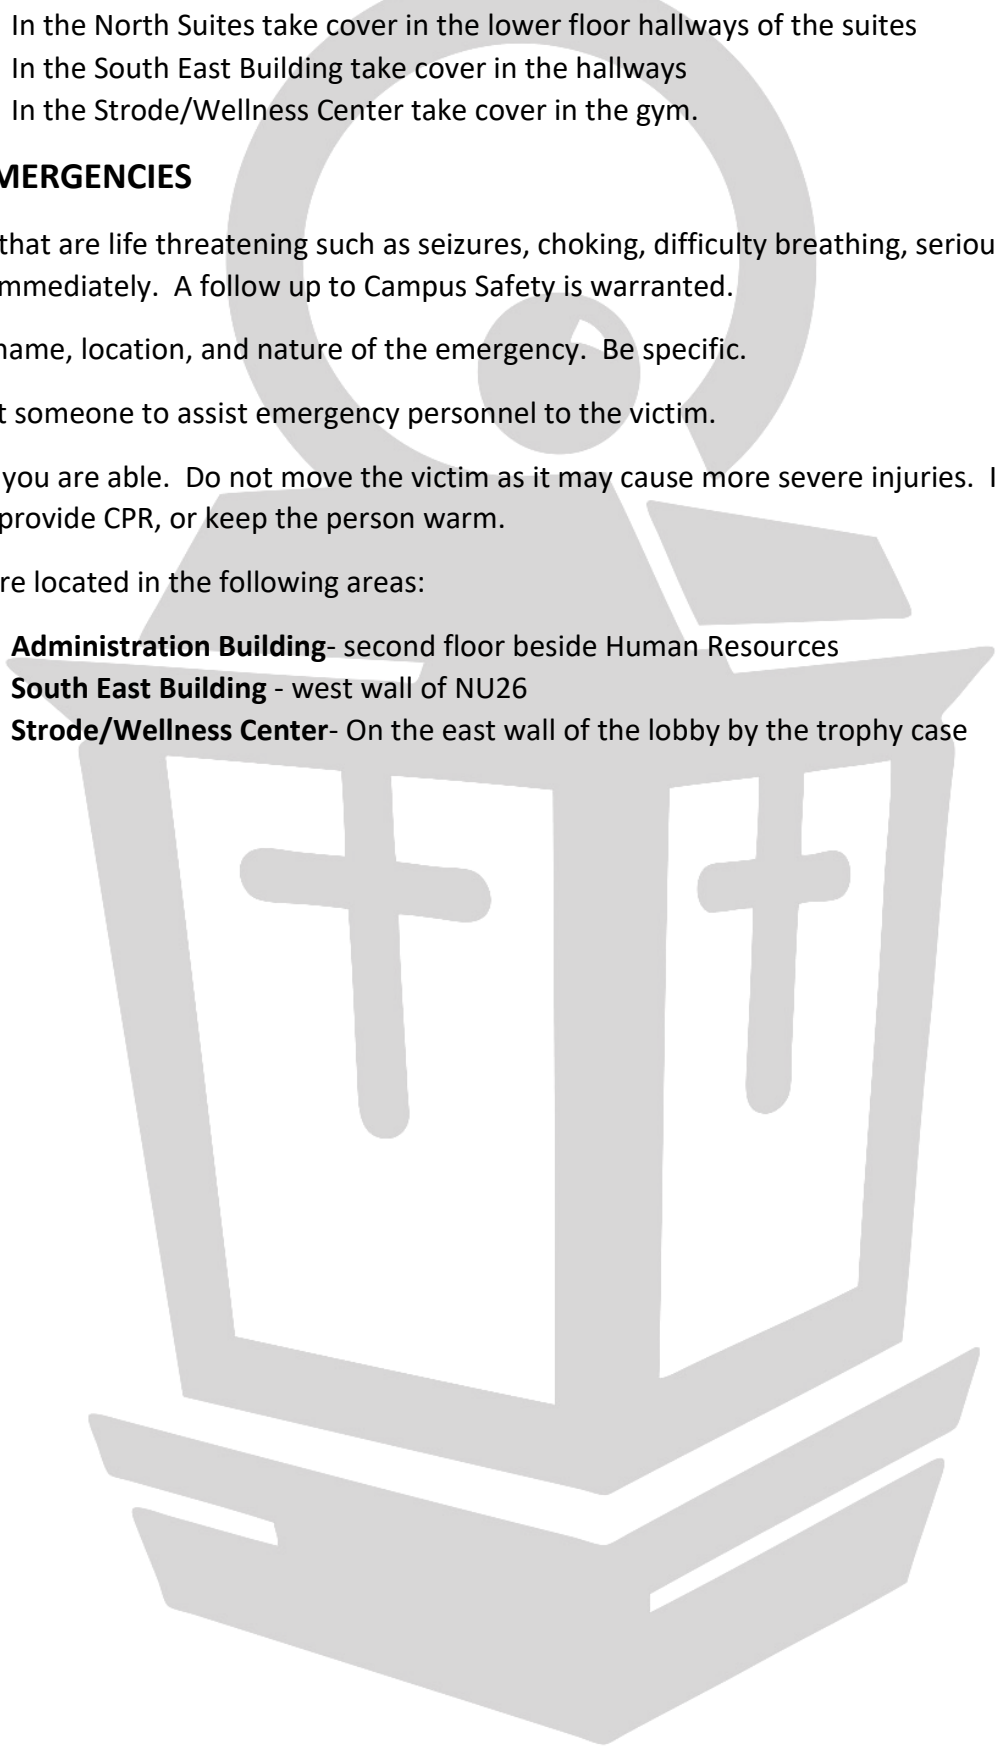 In the North Suites take cover in the lower floor hallways of the suites
In the South East Building take cover in the hallways
In the Strode/Wellness Center take cover in the gym.
MERGENCIES
that are life threatening such as seizures, choking, difficulty breathing, seriou
mmediately.  A follow up to Campus Safety is warranted.
name, location, and nature of the emergency.  Be specific.
t someone to assist emergency personnel to the victim.
you are able.  Do not move the victim as it may cause more severe injuries.  I
provide CPR, or keep the person warm.
re located in the following areas:
Administration Building- second floor beside Human Resources
South East Building - west wall of NU26
Strode/Wellness Center- On the east wall of the lobby by the trophy case